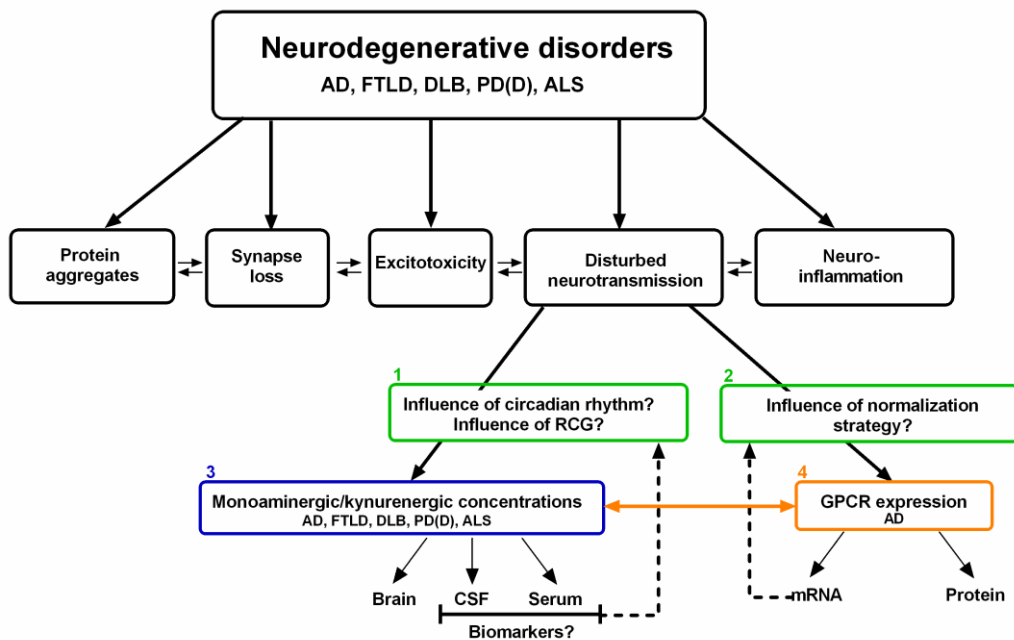 Neurodegenerative disorders
AD, FTLD, DLB, PD(D), ALS
Protein
aggregates
Synapse
loss
Excitotoxicity
Disturbed
neurotransmission
Neuro-
inflammation
1
Influence of circadian rhythm?
Influence of RCG?
2
Influence of normalization
strategy?
3
Monoaminergic/kynurenergic concentrations
AD, FTLD, DLB, PD(D), ALS
4
GPCR expression
AD
Brain
CSF
Serum
mRNA
Protein
Biomarkers?